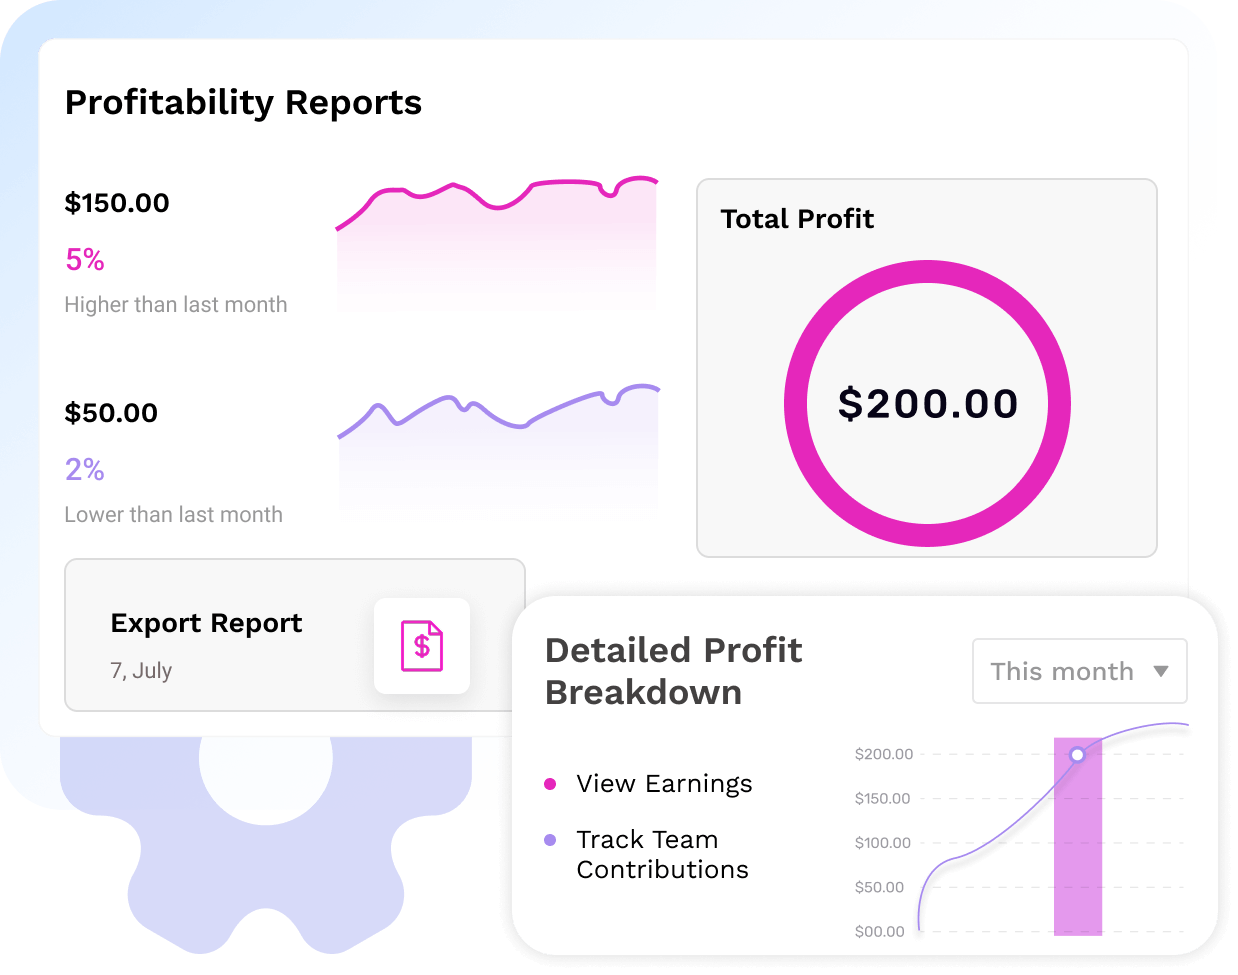 Profitability Reports
$150.00
5%
Higher than last month
$50.00
2%
Lower than last month
Total Profit
$200.00
Export Report
7, July
$
Detailed Profit
Breakdown
This month
View Earnings
Track Team
Contributions
$200.00
$150.00
$100.00
$50.00
$00.00